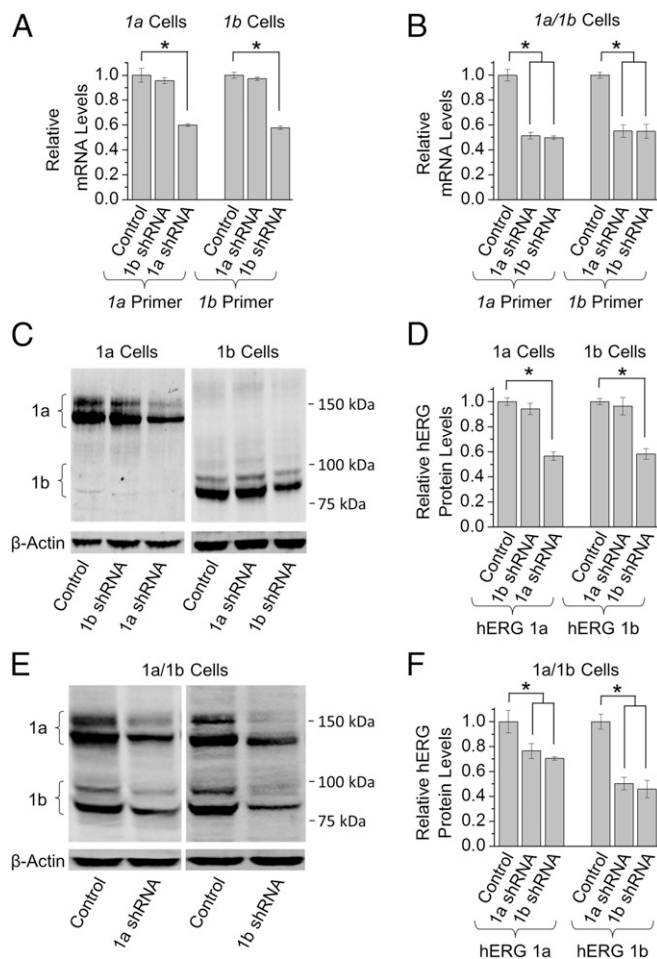 A
1a Cells
1b Cells
*
*
Relative
mRNA Levels
1.0
0.8
0.6
0.4
0.2
0.0
Control
1b shRNA
1a shRNA
Control
1a shRNA
1b shRNA
1a Primer
1b Primer
B
1a/1b Cells
*
*
Relative
mRNA Levels
1.0
0.8
0.6
0.4
0.2
0.0
Control
1a shRNA
1b shRNA
Control
1a shRNA
1b shRNA
1a Primer
1b Primer
C
1a Cells
1b Cells
1a
1b
- 150 kDa
- 100 kDa
- 75 kDa
β-Actin
Control
1b shRNA
1a shRNA
Control
1a shRNA
1b shRNA
D
1a Cells
1b Cells
*
*
Relative hERG
Protein Levels
1.0
0.8
0.6
0.4
0.2
0.0
Control
1b shRNA
1a shRNA
Control
1a shRNA
1b shRNA
hERG 1a
hERG 1b
E
1a/1b Cells
1a
1b
- 150 kDa
- 100 kDa
- 75 kDa
β-Actin
Control
1a shRNA
Control
1b shRNA
F
1a/1b Cells
*
*
Relative hERG
Protein Levels
1.0
0.8
0.6
0.4
0.2
0.0
Control
1a shRNA
1b shRNA
Control
1a shRNA
1b shRNA
hERG 1a
hERG 1b